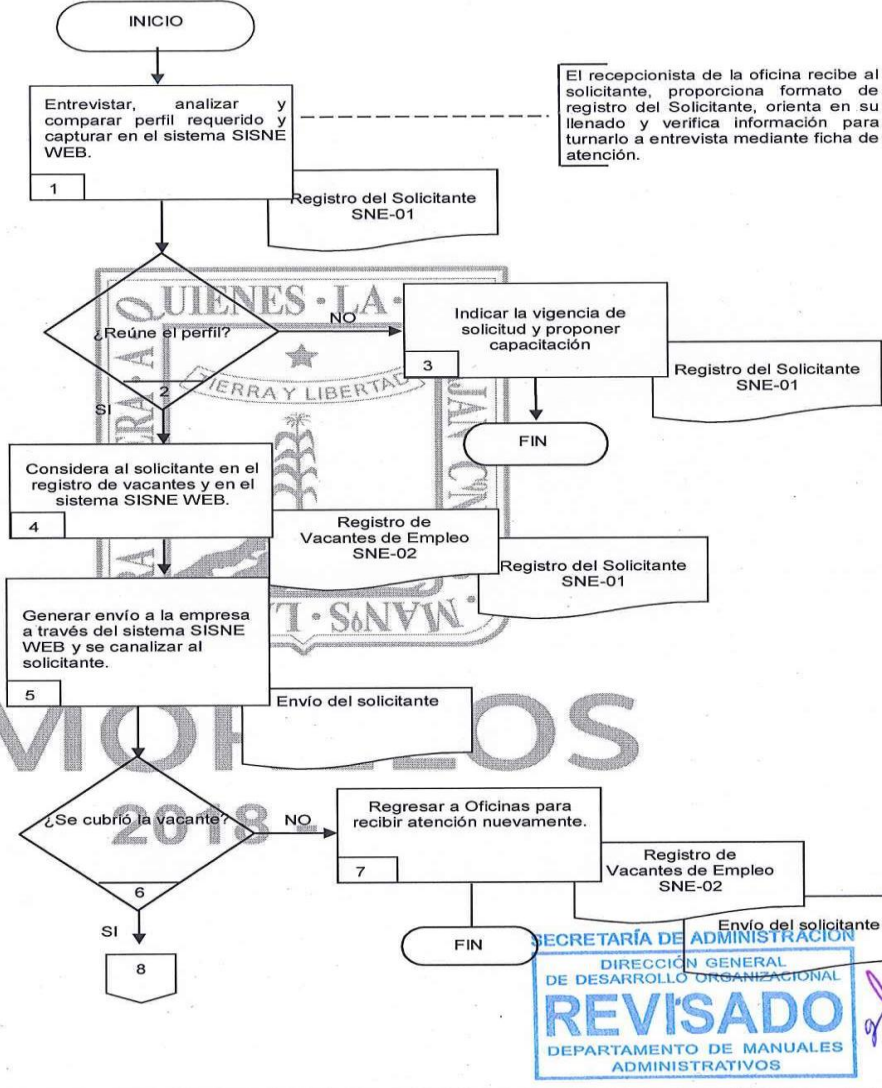 INICIO
Entrevistar, analizar y
comparar perfil requerido y
capturar en el sistema SISNE
WEB.
1
El recepcionista de la oficina recibe al
solicitante, proporciona formato de
registro del Solicitante, orienta en su
llenado y verifica información para
turnarlo a entrevista mediante ficha de
atención.
Registro del Solicitante
SNE-01
¿Reúne el perfil?
2
NO
SI
Indicar la vigencia de
solicitud y proponer
capacitación
3
Registro del Solicitante
SNE-01
FIN
QUIENES · LA ·
TIERRA Y LIBERTAD
Considera al solicitante en el
registro de vacantes y en el
sistema SISNE WEB.
4
Registro de
Vacantes de Empleo
SNE-02
Registro del Solicitante
SNE-01
Generar envío a la empresa
a través del sistema SISNE
WEB y se canalizar al
solicitante.
5
Envío del solicitante
2018 -
¿Se cubrió la vacante?
6
NO
SI
8
Regresar a Oficinas para
recibir atención nuevamente.
7
Registro de
Vacantes de Empleo
SNE-02
Envío del solicitante
FIN
SECRETARÍA DE ADMINISTRACIÓN
DIRECCIÓN GENERAL
DE DESARROLLO ORGANIZACIONAL
REVISADO
DEPARTAMENTO DE MANUALES
ADMINISTRATIVOS